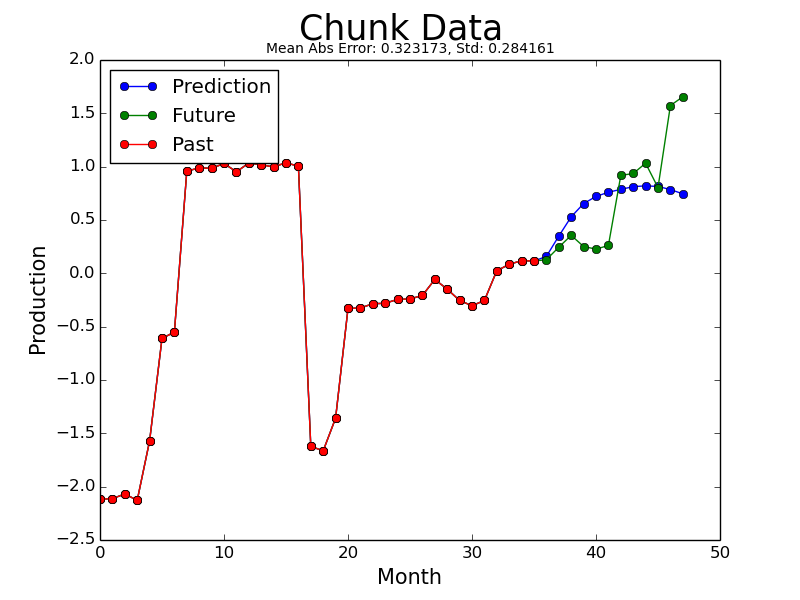 Chunk Data
Mean Abs Error: 0.323173, Std: 0.284161
Prediction
Future
Past
2.0
1.5
1.0
0.5
0.0
−0.5
−1.0
−1.5
−2.0
−2.5
Production
0 10 20 30 40 50
Month